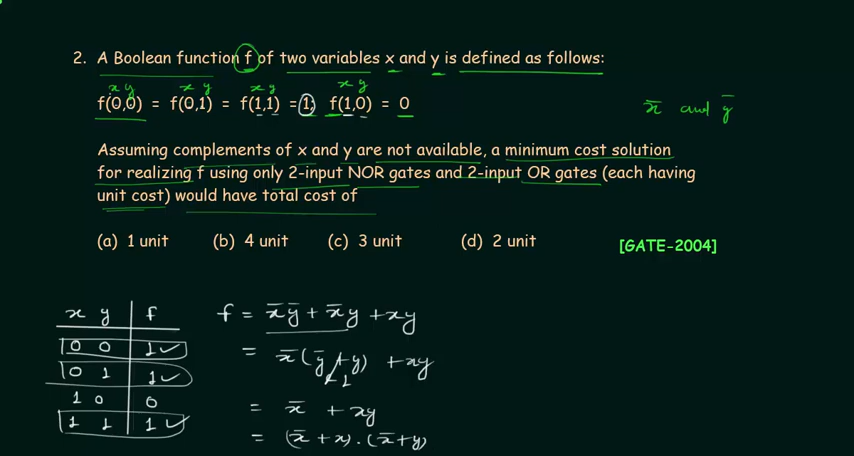 2. A Boolean function f of two variables x and y is defined as follows:
x y x y x y x y
f(0,0) = f(0,1) = f(1,1) = 1; f(1,0) = 0
x̅ and y̅
Assuming complements of x and y are not available, a minimum cost solution
for realizing f using only 2-input NOR gates and 2-input OR gates (each having
unit cost) would have total cost of
(a) 1 unit (b) 4 unit (c) 3 unit (d) 2 unit [GATE-2004]
x y f
0 0 1 ✓
0 1 1 ✓
1 0 0
1 1 1 ✓
f = x̅y̅ + x̅y + xy
= x̅(y̅+y) + xy
1
= x̅ + xy
= (x̅+x).(x̅+y)